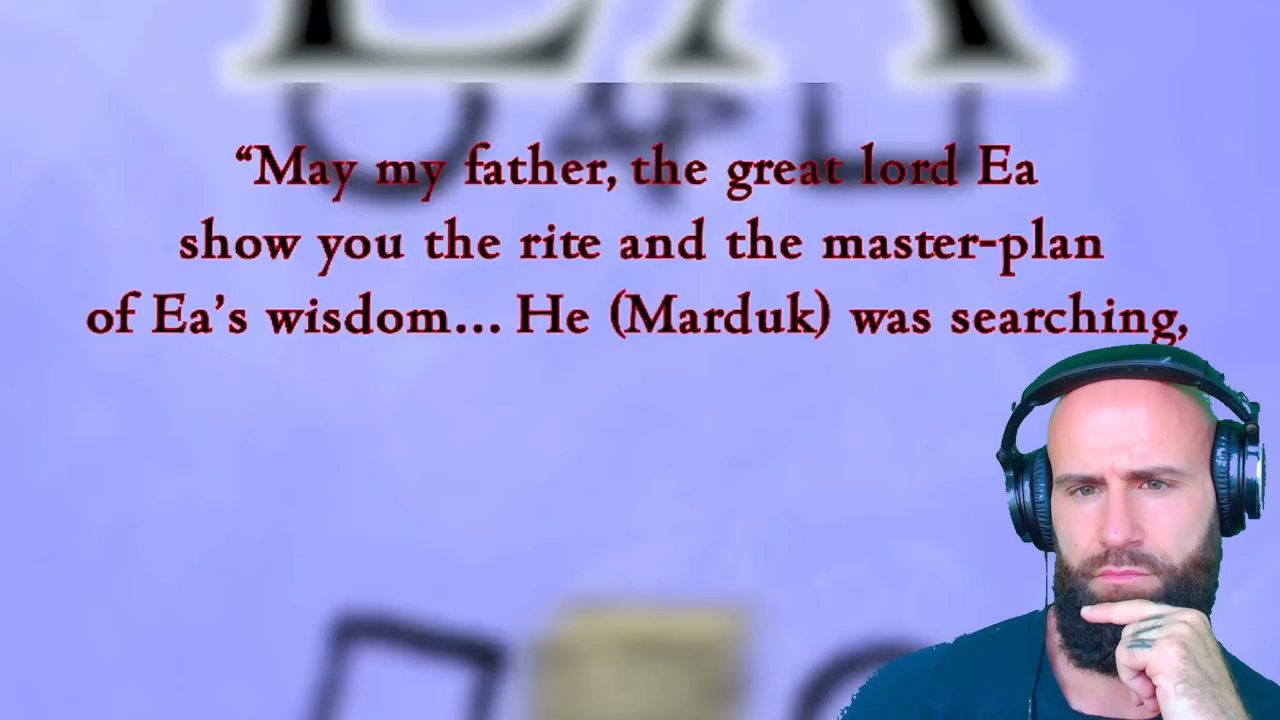 EA
“May my father, the great lord Ea
show you the rite and the master-plan
of Ea’s wisdom... He (Marduk) was searching,